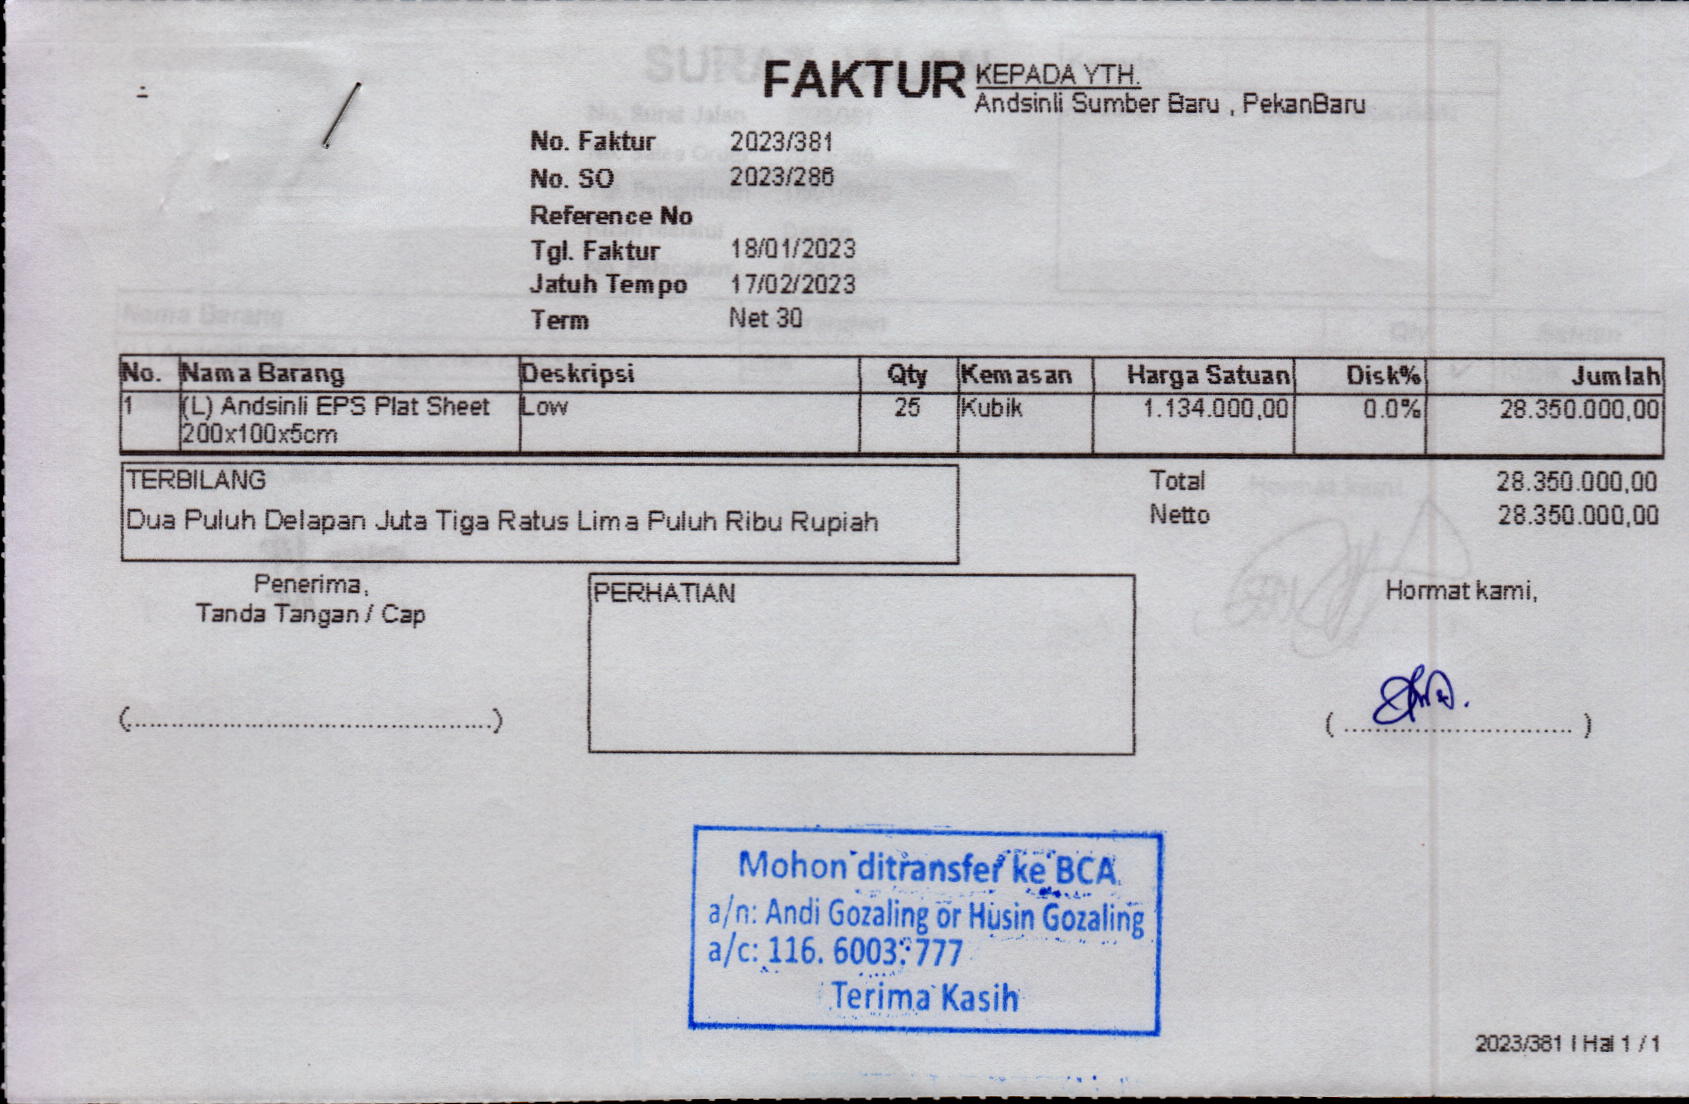 FAKTUR
KEPADA YTH.
Andsinli Sumber Baru , PekanBaru
No. Faktur 2023/381
No. SO 2023/286
Reference No
Tgl. Faktur 18/01/2023
Jatuh Tempo 17/02/2023
Term Net 30
No. Nama Barang Deskripsi Qty Kemasan Harga Satuan Disk% Jumlah
1 (L) Andsinli EPS Plat Sheet Low 25 Kubik 1.134.000,00 0.0% 28.350.000,00
200x100x5cm
TERBILANG
Dua Puluh Delapan Juta Tiga Ratus Lima Puluh Ribu Rupiah
Total 28.350.000,00
Netto 28.350.000,00
Penerima,
Tanda Tangan / Cap
PERHATIAN
Hormat kami,
Mohon ditransfer ke BCA
a/n: Andi Gozaling or Husin Gozaling
a/c: 116. 6003. 777
Terima Kasih
2023/381 | Hal 1 / 1